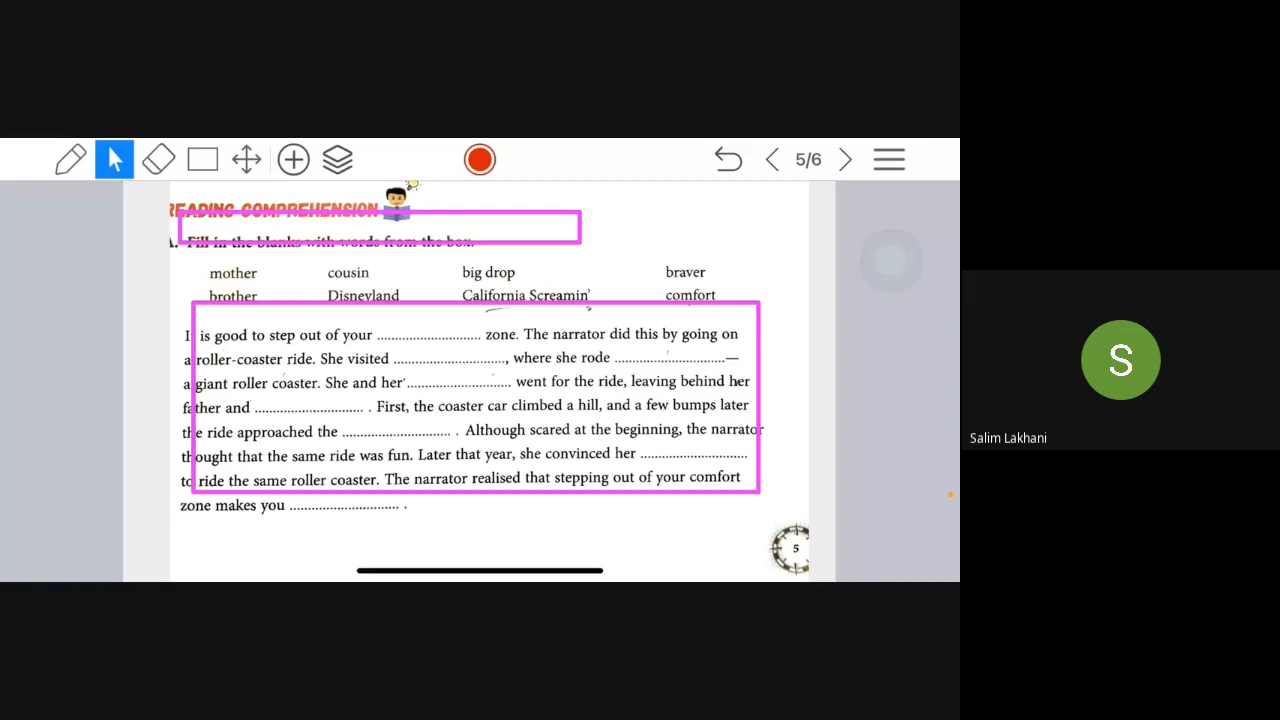 5/6
READING COMPREHENSION
A. Fill in the blanks with words from the box.
mother cousin big drop braver
brother Disneyland California Screamin' comfort
It is good to step out of your .......................... zone. The narrator did this by going on
a roller-coaster ride. She visited ............................, where she rode ............................—
a giant roller coaster. She and her .......................... went for the ride, leaving behind her
father and ............................ . First, the coaster car climbed a hill, and a few bumps later
the ride approached the ............................ . Although scared at the beginning, the narrator
thought that the same ride was fun. Later that year, she convinced her ...........................
to ride the same roller coaster. The narrator realised that stepping out of your comfort
zone makes you ............................ .
5
S
Salim Lakhani